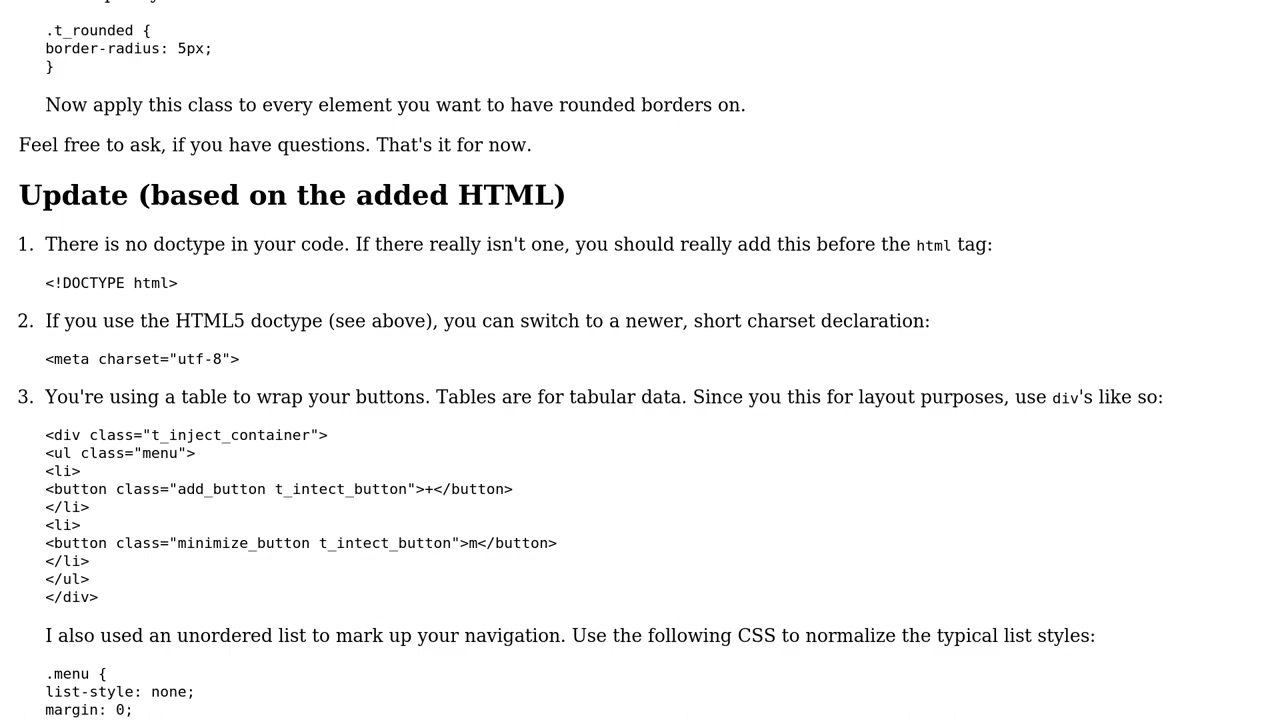 .t_rounded {
border-radius: 5px;
}
Now apply this class to every element you want to have rounded borders on.
Feel free to ask, if you have questions. That's it for now.
Update (based on the added HTML)
1. There is no doctype in your code. If there really isn't one, you should really add this before the html tag:
<!DOCTYPE html>
2. If you use the HTML5 doctype (see above), you can switch to a newer, short charset declaration:
<meta charset="utf-8">
3. You're using a table to wrap your buttons. Tables are for tabular data. Since you this for layout purposes, use div's like so:
<div class="t_inject_container">
<ul class="menu">
<li>
<button class="add_button t_intect_button">+</button>
</li>
<li>
<button class="minimize_button t_intect_button">m</button>
</li>
</ul>
</div>
I also used an unordered list to mark up your navigation. Use the following CSS to normalize the typical list styles:
.menu {
list-style: none;
margin: 0;